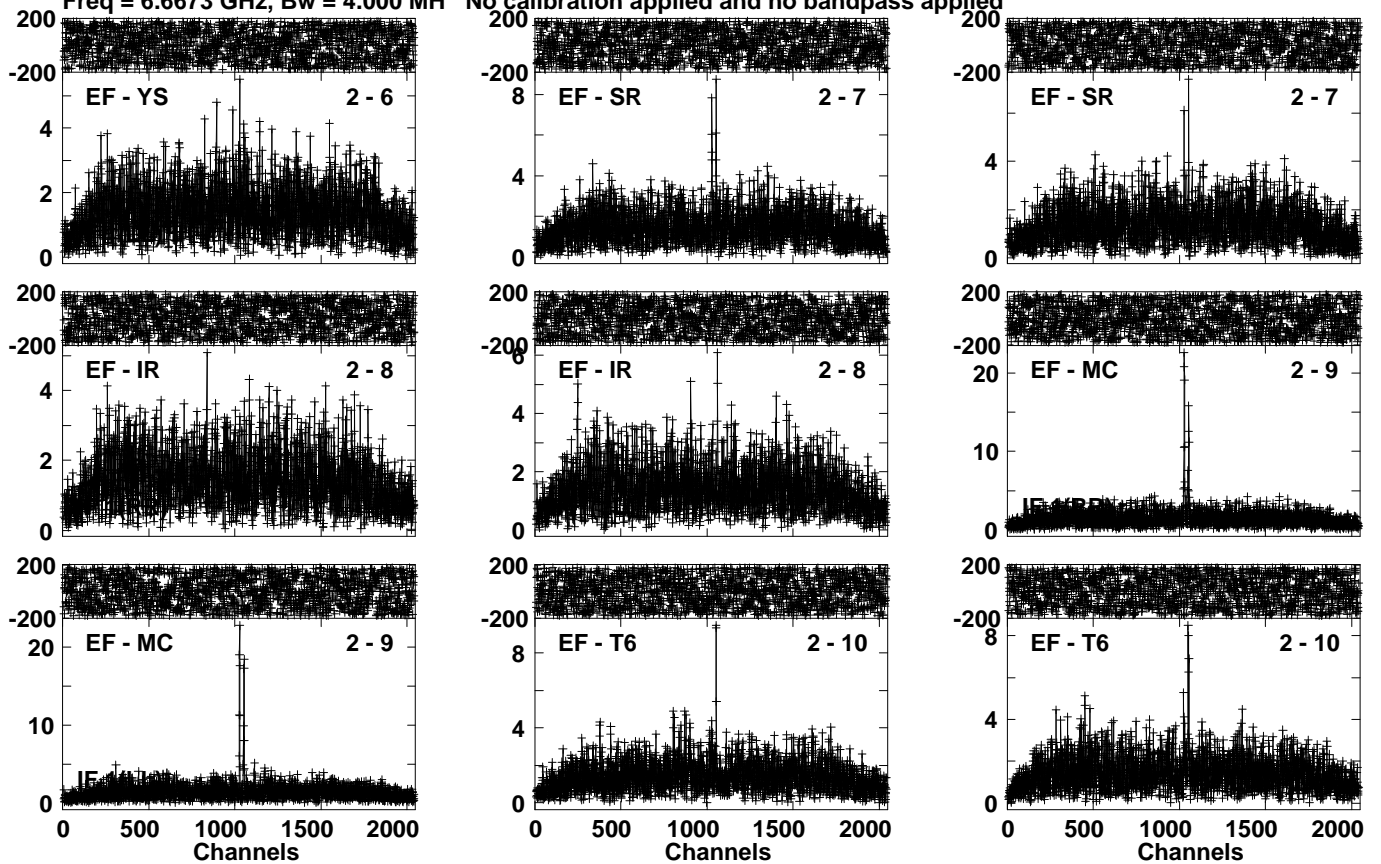 Freq = 6.6673 GHz, Bw = 4.000 MH No calibration applied and no bandpass applied
200 200 200
-200 -200 -200
EF - YS 2 - 6 EF - SR 2 - 7 EF - SR 2 - 7
4 8 4
2 4
0 0 0
200 200 200
-200 -200 -200
EF - IR 2 - 8 EF - IR 2 - 8 EF - MC 2 - 9
4 6 20
2 4 10
0 2 0
0
200 200 200
-200 -200 -200
EF - MC 2 - 9 EF - T6 2 - 10 EF - T6 2 - 10
20 8 8
10 4 4
0 0 0
0 500 1000 1500 2000 0 500 1000 1500 2000 0 500 1000 1500 2000
Channels Channels Channels